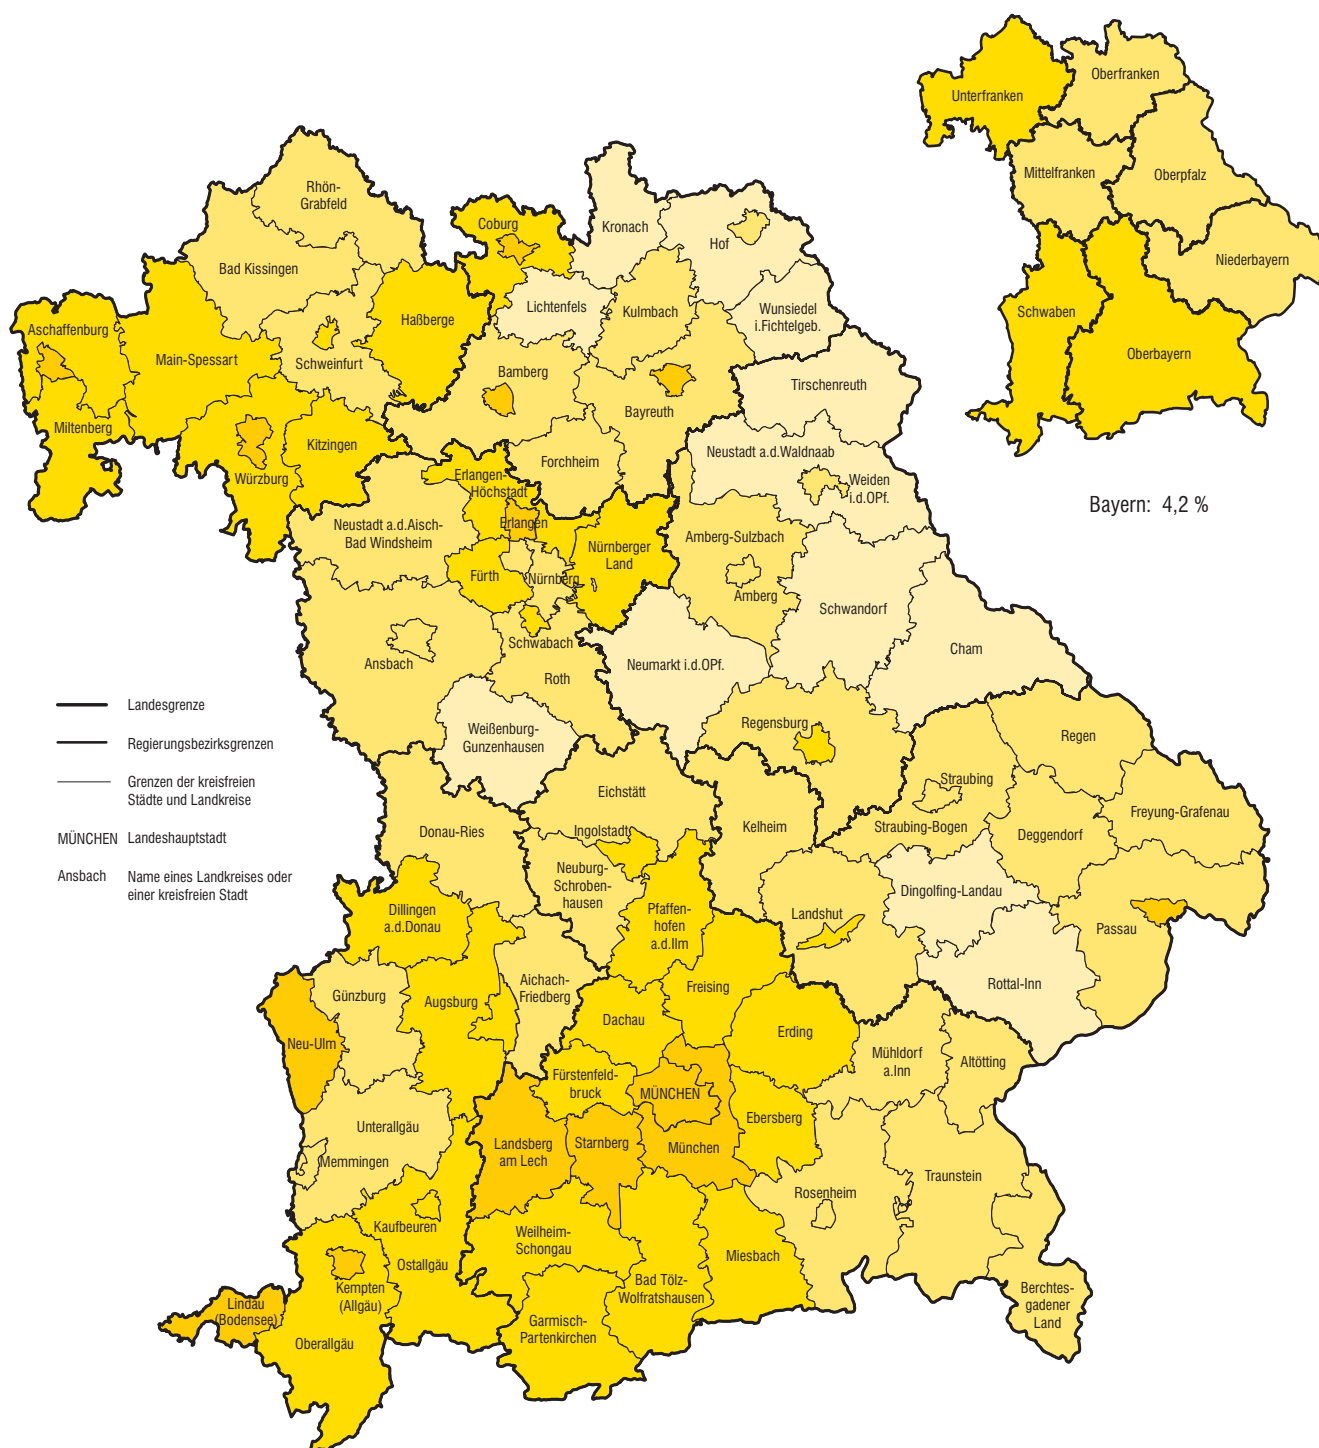 Oberfranken
Unterfranken
Mittelfranken
Oberpfalz
Niederbayern
Schwaben
Oberbayern
Bayern: 4,2 %
Rhön-
Grabfeld
Coburg
Kronach
Hof
Bad Kissingen
Lichtenfels
Kulmbach
Wunsiedel
i.Fichtelgeb.
Aschaffenburg
Haßberge
Main-Spessart
Schweinfurt
Bamberg
Bayreuth
Tirschenreuth
Miltenberg
Kitzingen
Würzburg
Forchheim
Neustadt a.d.Waldnaab
Weiden
i.d.OPf.
Erlangen-
Höchstadt
Erlangen
Neustadt a.d.Aisch-
Bad Windsheim
Nürnberger
Land
Amberg-Sulzbach
Fürth
Nürnberg
Amberg
Schwandorf
Schwabach
Ansbach
Roth
Neumarkt i.d.OPf.
Cham
Landesgrenze
Regierungsbezirksgrenzen
Grenzen der kreisfreien
Städte und Landkreise
MÜNCHEN Landeshauptstadt
Ansbach Name eines Landkreises oder
einer kreisfreien Stadt
Weißenburg-
Gunzenhausen
Regensburg
Regen
Straubing
Eichstätt
Freyung-Grafenau
Donau-Ries
Ingolstadt
Kelheim
Straubing-Bogen
Deggendorf
Neuburg-
Schroben-
hausen
Dingolfing-Landau
Dillingen
a.d.Donau
Pfaffen-
hofen
a.d.Ilm
Landshut
Passau
Aichach-
Friedberg
Günzburg
Augsburg
Freising
Rottal-Inn
Dachau
Erding
Neu-Ulm
Mühldorf
a.Inn
Altötting
Fürstenfeld-
bruck
MÜNCHEN
Ebersberg
Unterallgäu
Landsberg
am Lech
Starnberg
München
Memmingen
Traunstein
Rosenheim
Kaufbeuren
Weilheim-
Schongau
Miesbach
Ostallgäu
Bad Tölz-
Wolfratshausen
Kempten
(Allgäu)
Berchtes-
gadener
Land
Lindau
(Bodensee)
Oberallgäu
Garmisch-
Partenkirchen